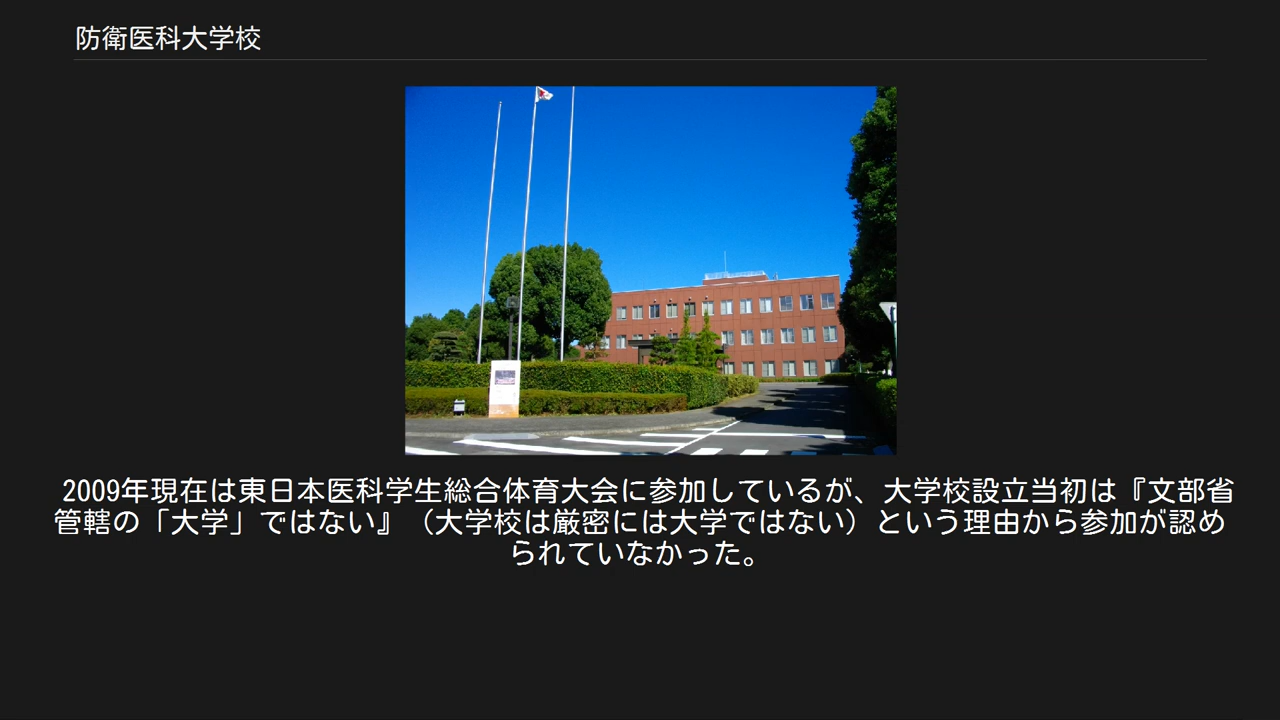 防衛医科大学校
2009年現在は東日本医科学生総合体育大会に参加しているが、大学校設立当初は『文部省
管轄の「大学」ではない』（大学校は厳密には大学ではない）という理由から参加が認め
られていなかった。